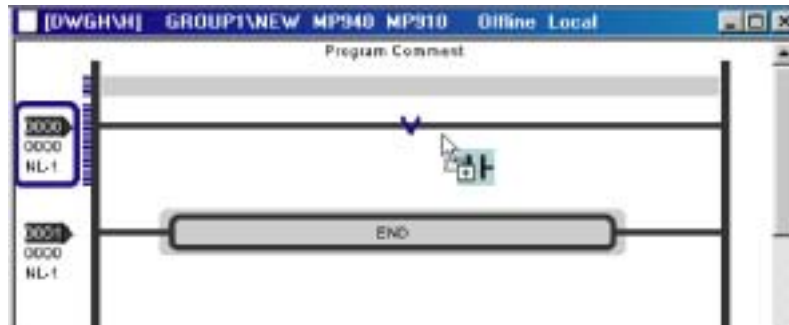 [DWGH\H] GROUP1\NEW MP940 MP910 Offline Local
Program Comment
0000
0000
NL-1
END
0001
0000
NL-1